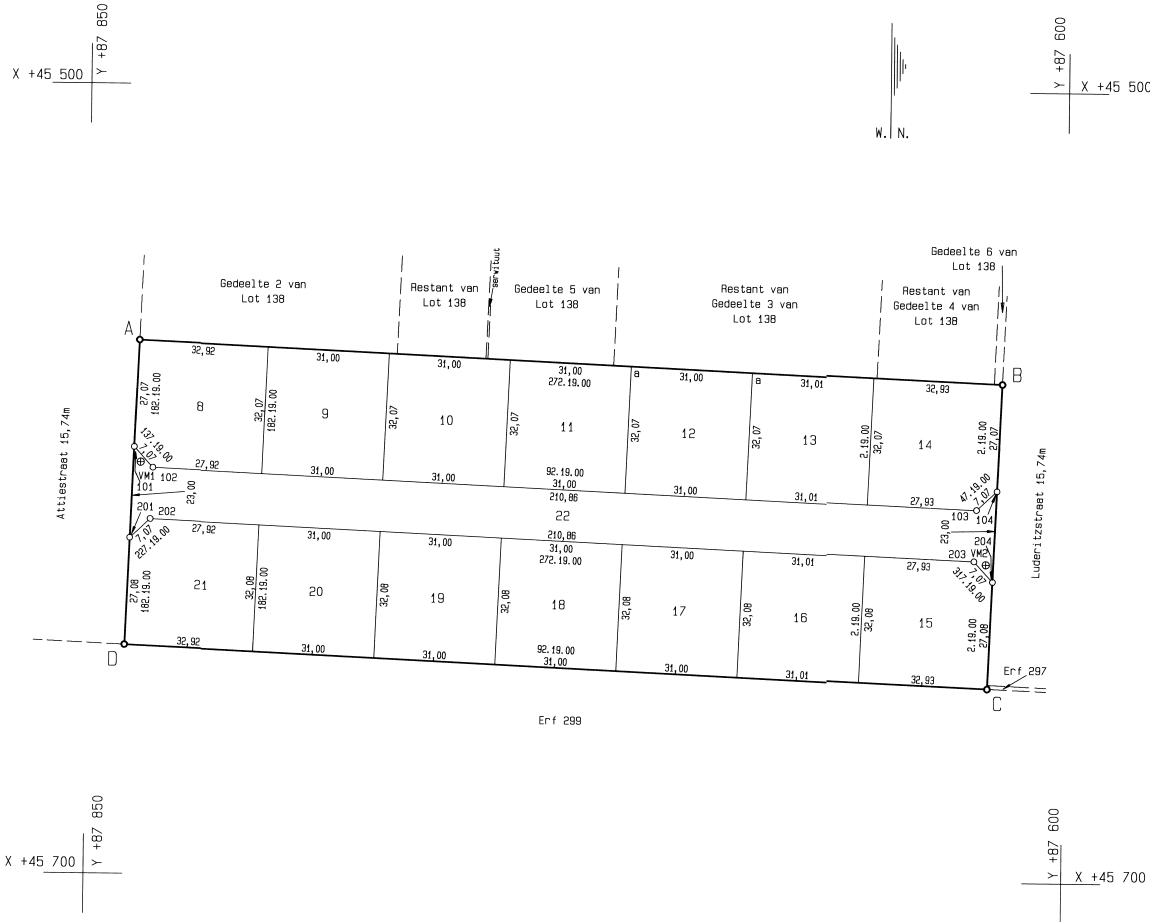 Y +87 850
X +45 500
Y +87 600
X +45 500
W. N.
Gedeelte 6 van
Lot 138
serwituut
Gedeelte 2 van
Lot 138
Restant van
Lot 138
Gedeelte 5 van
Lot 138
Restant van
Gedeelte 3 van
Lot 138
Restant van
Gedeelte 4 van
Lot 138
A
B
32,92
31,00
31,00
31,00
272.19.00
31,00
31,01
32,93
a
a
27,07
182.19.00
8
32,07
182.19.00
9
32,07
10
32,07
11
32,07
12
32,07
13
2.19.00
32,07
14
2.19.00
27,07
137.19.00
7,07
VM1
102
101
27,92
31,00
31,00
92.19.00
31,00
31,00
31,01
27,93
47.19.00
7,07
103
104
Attiestraat 15,74m
Luderitzstraat 15,74m
23,00
210,86
22
210,86
23,00
201
202
7,07
227.19.00
27,92
31,00
31,00
31,00
272.19.00
31,00
31,01
27,93
203
VM2
204
7,07
317.19.00
27,08
182.19.00
21
32,08
182.19.00
20
32,08
19
32,08
18
32,08
17
32,08
16
2.19.00
32,08
15
2.19.00
27,08
32,92
31,00
31,00
92.19.00
31,00
31,00
31,01
32,93
D
C
Erf 297
Erf 299
Y +87 850
X +45 700
Y +87 600
X +45 700